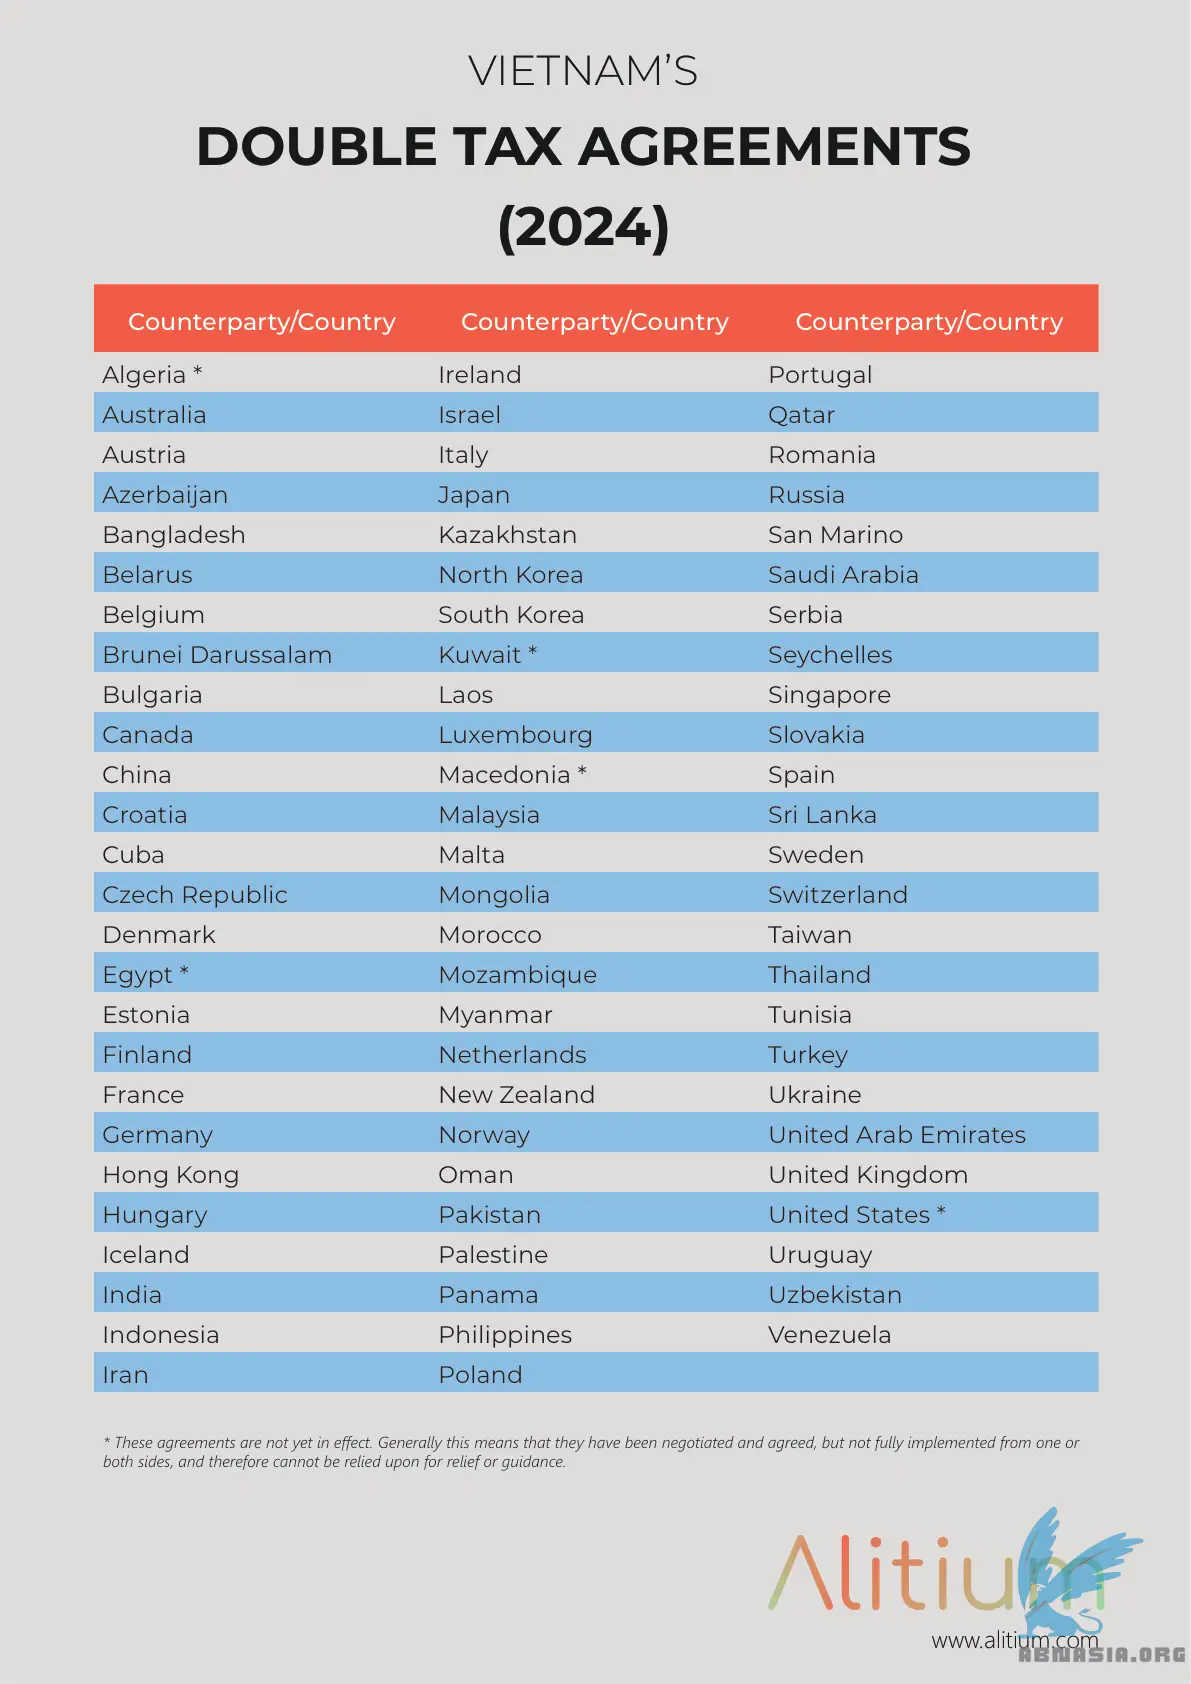 VIETNAM'S
DOUBLE TAX AGREEMENTS
(2024)
Counterparty/Country Counterparty/Country Counterparty/Country
Algeria * Ireland Portugal
Australia Israel Qatar
Austria Italy Romania
Azerbaijan Japan Russia
Bangladesh Kazakhstan San Marino
Belarus North Korea Saudi Arabia
Belgium South Korea Serbia
Brunei Darussalam Kuwait * Seychelles
Bulgaria Laos Singapore
Canada Luxembourg Slovakia
China Macedonia * Spain
Croatia Malaysia Sri Lanka
Cuba Malta Sweden
Czech Republic Mongolia Switzerland
Denmark Morocco Taiwan
Egypt * Mozambique Thailand
Estonia Myanmar Tunisia
Finland Netherlands Turkey
France New Zealand Ukraine
Germany Norway United Arab Emirates
Hong Kong Oman United Kingdom
Hungary Pakistan United States *
Iceland Palestine Uruguay
India Panama Uzbekistan
Indonesia Philippines Venezuela
Iran Poland
* These agreements are not yet in effect. Generally this means that they have been negotiated and agreed, but not fully implemented from one or
both sides, and therefore cannot be relied upon for relief or guidance.
Alitium
www.alitium.com
ABNASIA.ORG